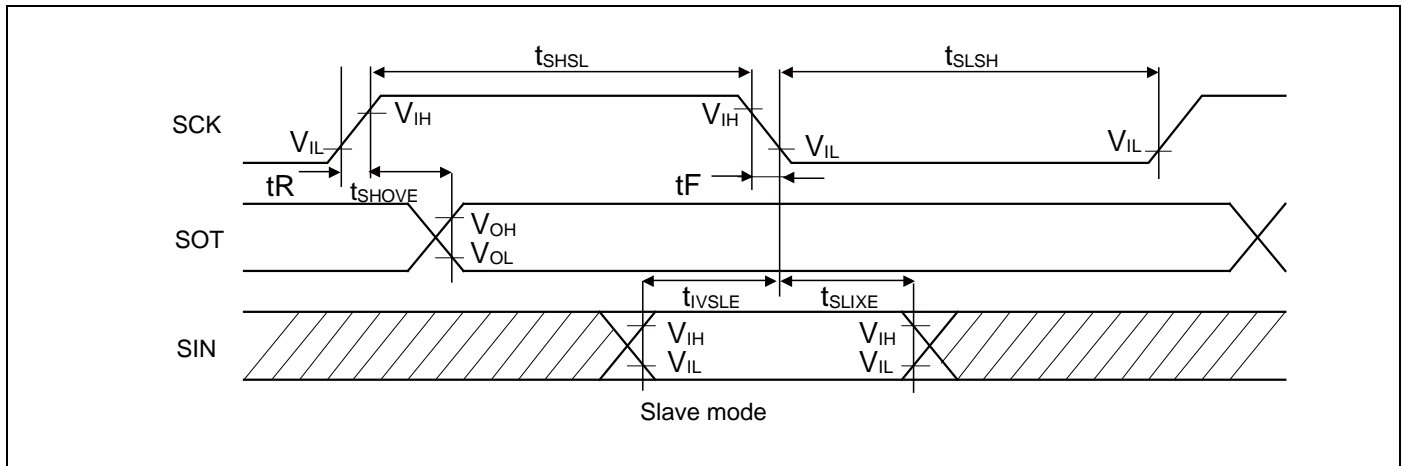 tSHSL
tSLSH
SCK
VIH
VIH
VIL
VIL
VIL
tR
tSHOVE
tF
SOT
VOH
VOL
tIVSLE
tSLIXE
SIN
VIH
VIH
VIL
VIL
Slave mode